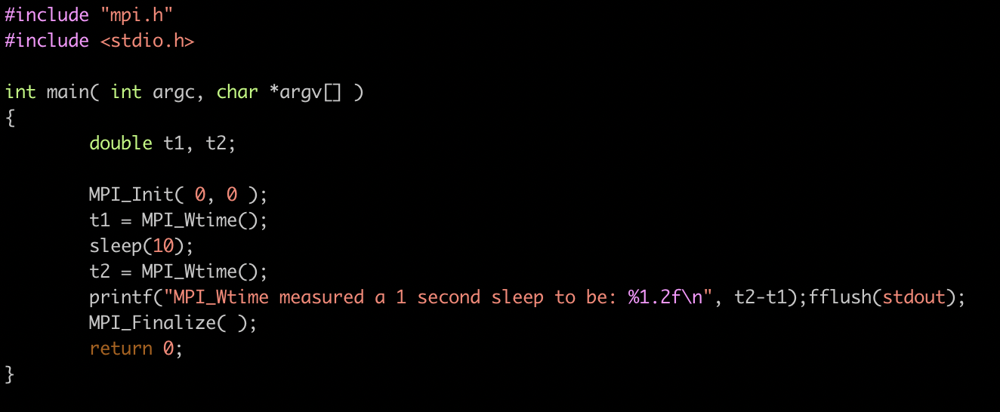 #include "mpi.h"
#include <stdio.h>
int main( int argc, char *argv[] )
{
double t1, t2;
MPI_Init( 0, 0 );
t1 = MPI_Wtime();
sleep(10);
t2 = MPI_Wtime();
printf("MPI_Wtime measured a 1 second sleep to be: %1.2f\n", t2-t1);fflush(stdout);
MPI_Finalize( );
return 0;
}